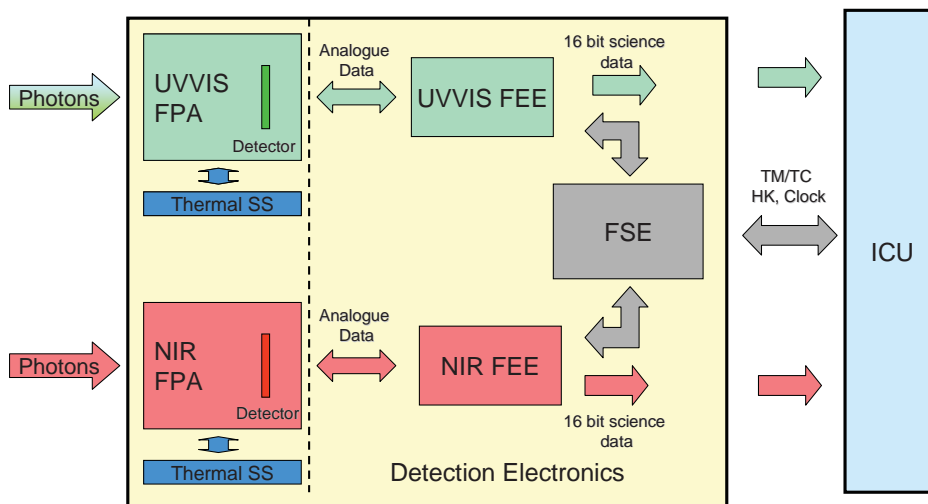 Photons
UVVIS
FPA
Detector
Thermal SS
Analogue
Data
UVVIS FEE
16 bit science
data
FSE
TM/TC
HK, Clock
ICU
Photons
NIR
FPA
Detector
Thermal SS
Analogue
Data
NIR FEE
16 bit science
data
Detection Electronics